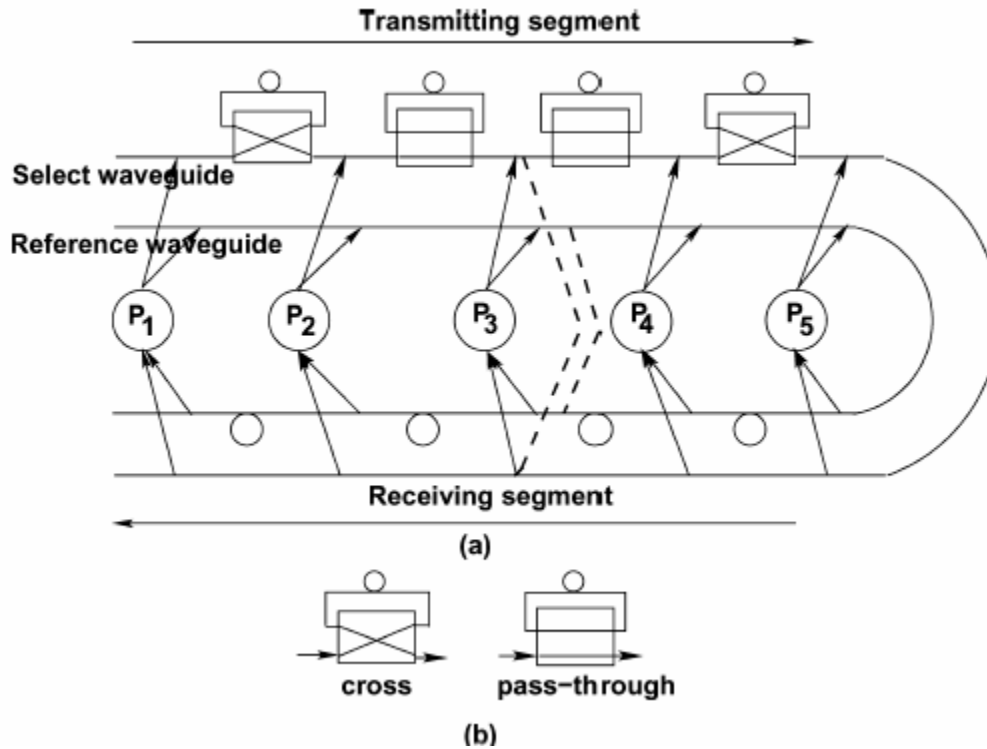 Transmitting segment
Select waveguide
Reference waveguide
P1 P2 P3 P4 P5
Receiving segment
(a)
cross pass-through
(b)